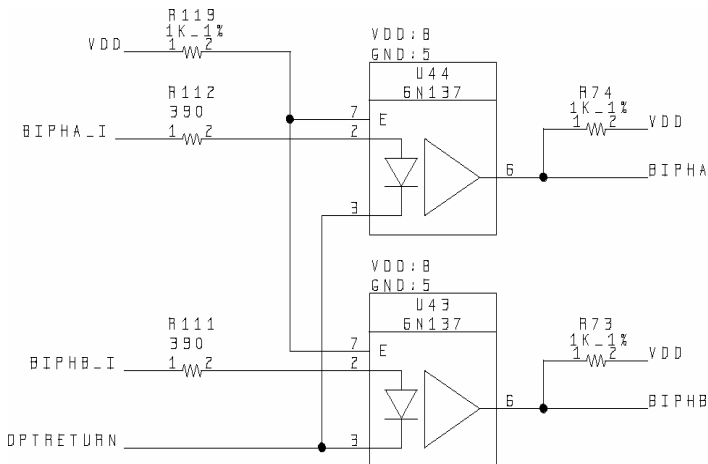 R119
1K_1%
VDD
1 2
VDD:8
GND:5
U44
6N137
R112
390
BIPHA_I
1 2
7
E
2
3
6
R74
1K_1%
1 2
VDD
BIPHA
VDD:8
GND:5
U43
6N137
R111
390
BIPHB_I
1 2
7
E
2
3
6
R73
1K_1%
1 2
VDD
BIPHB
OPTRETURN